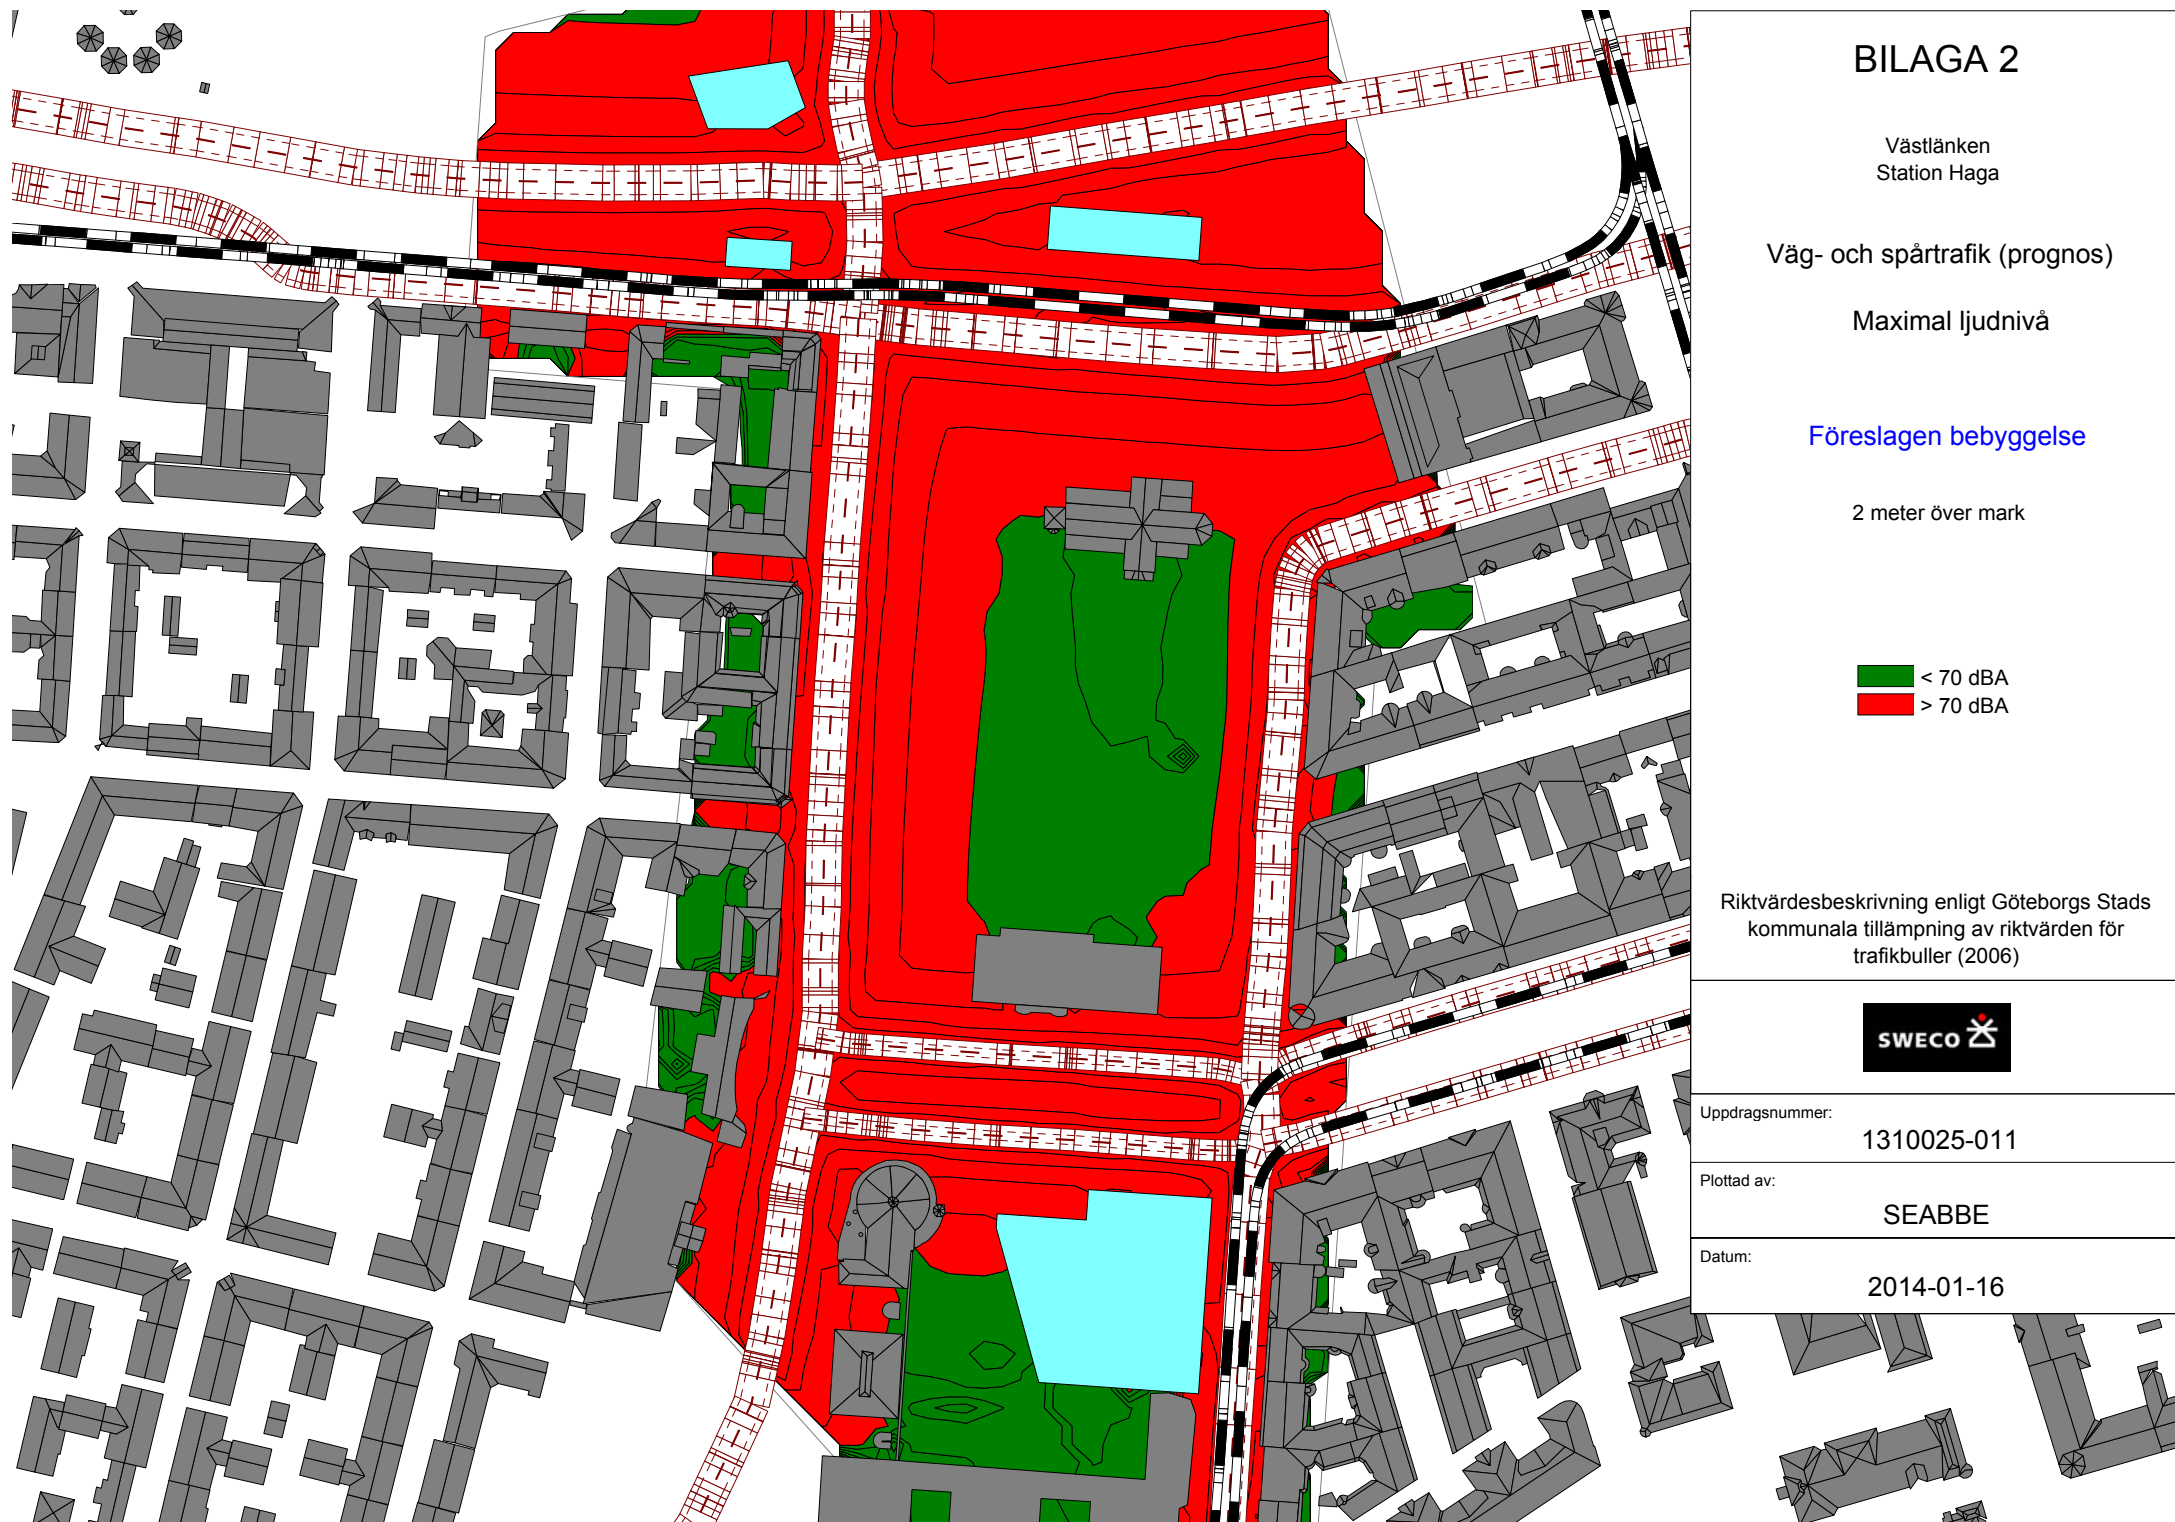 BILAGA 2
Västlänken
Station Haga
Väg- och spårtrafik (prognos)
Maximal ljudnivå
Föreslagen bebyggelse
2 meter över mark
< 70 dBA
> 70 dBA
Riktvärdesbeskrivning enligt Göteborgs Stads
kommunala tillämpning av riktvärden för
trafikbuller (2006)
SWECO
Uppdragsnummer:
1310025-011
Plottad av:
SEABBE
Datum:
2014-01-16